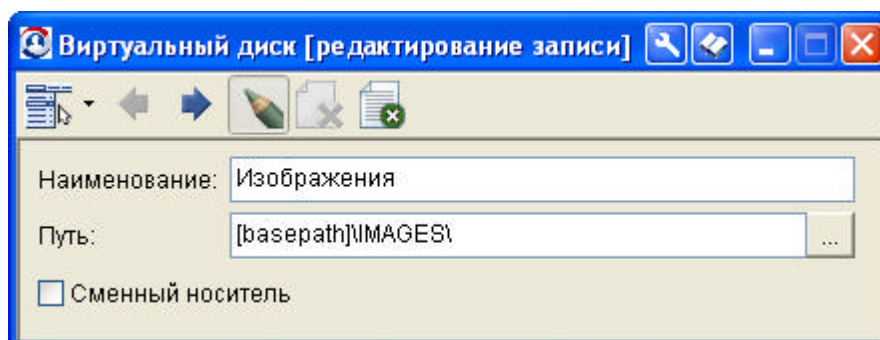 Виртуальный диск [редактирование записи]
Наименование: Изображения
Путь: [basepath]\IMAGES\ ...
Сменный носитель